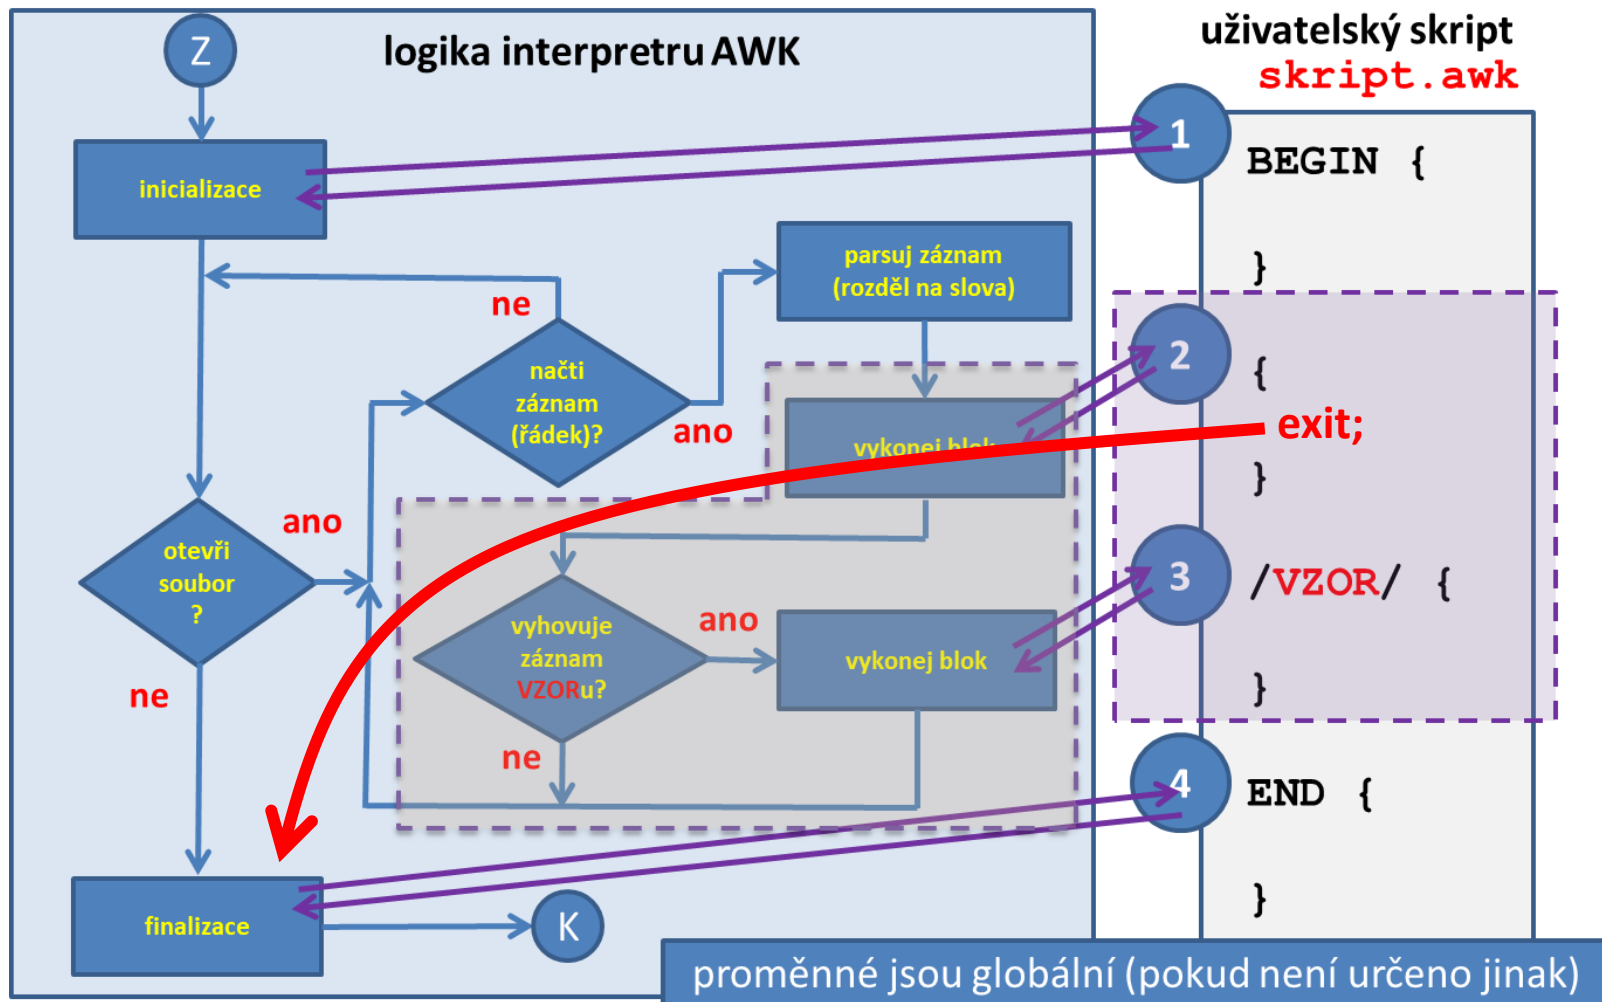 logika interpretru AWK
uživatelský skript
skript.awk
Z
inicializace
1
BEGIN {
}
parsuj záznam
(rozděl na slova)
ne
načti
záznam
(řádek)?
ano
2
{
vykonej blok
exit;
}
ano
otevři
soubor
?
ne
vyhovuje
záznam
VZORu?
ano
vykonej blok
ne
3
/VZOR/ {
}
4
END {
}
finalizace
K
proměnné jsou globální (pokud není určeno jinak)